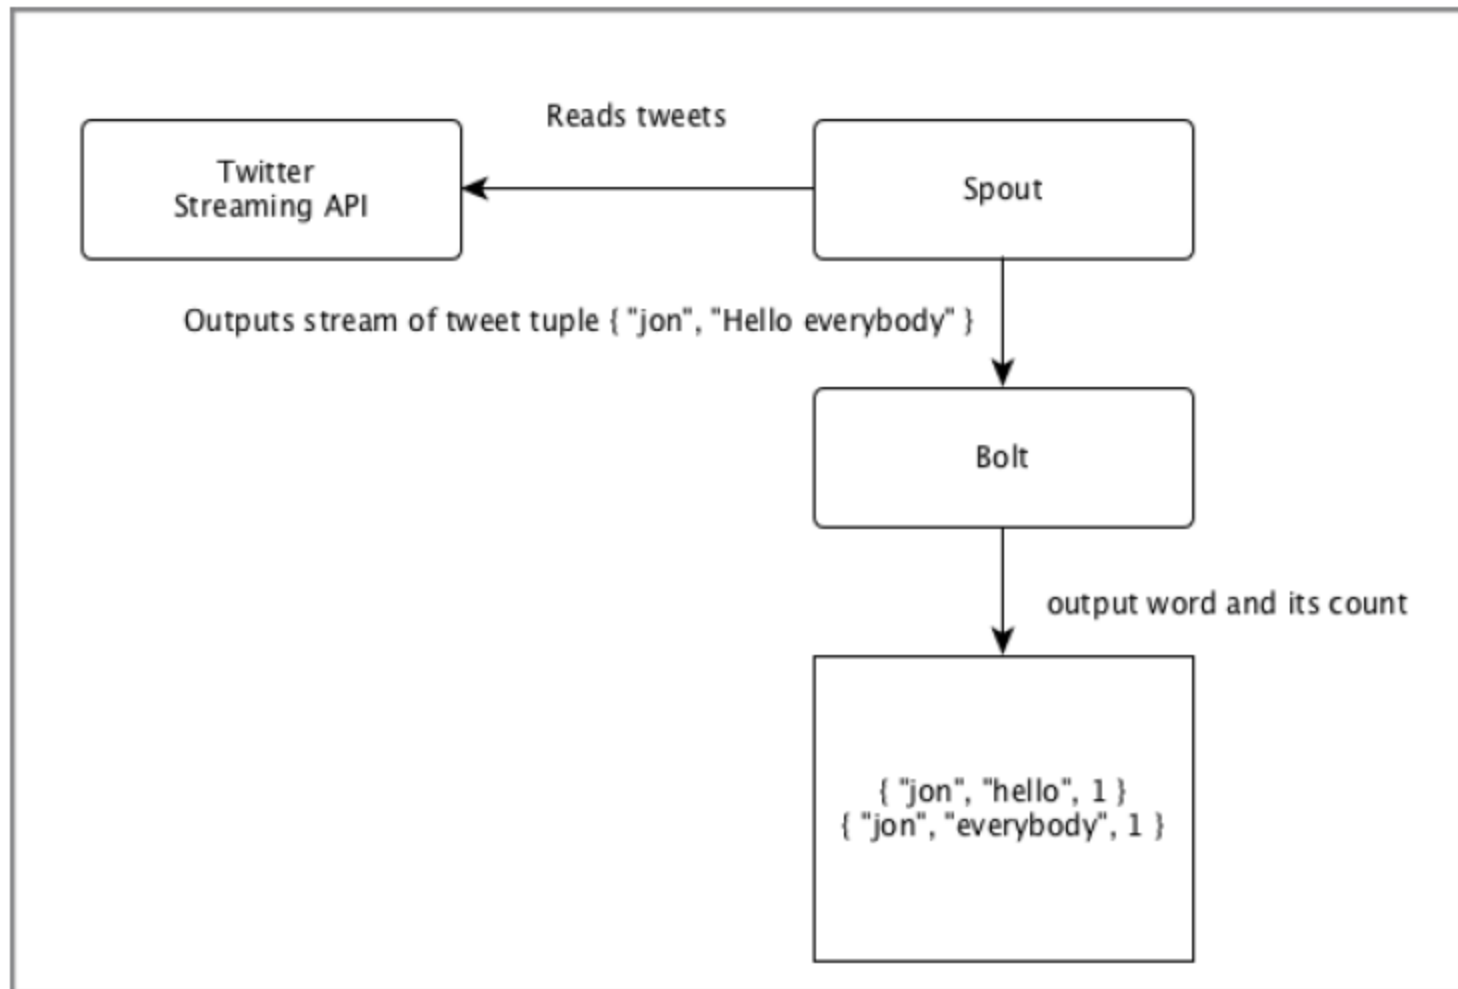 Reads tweets
Twitter
Streaming API
Spout
Outputs stream of tweet tuple { "jon", "Hello everybody" }
Bolt
output word and its count
{ "jon", "hello", 1 }
{ "jon", "everybody", 1 }